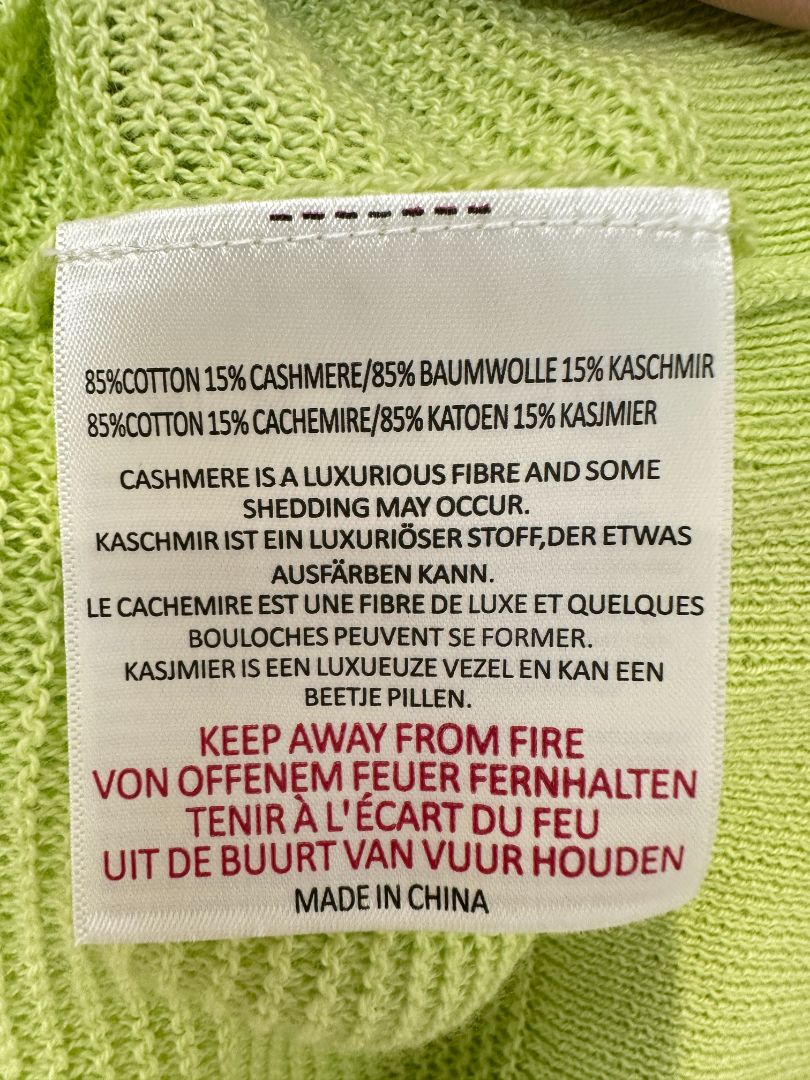 85%COTTON 15% CASHMERE/85% BAUMWOLLE 15% KASCHMIR
85%COTTON 15% CACHEMIRE/85% KATOEN 15% KASJMIER
CASHMERE IS A LUXURIOUS FIBRE AND SOME
SHEDDING MAY OCCUR.
KASCHMIR IST EIN LUXURIÖSER STOFF,DER ETWAS
AUSFÄRBEN KANN.
LE CACHEMIRE EST UNE FIBRE DE LUXE ET QUELQUES
BOULOCHES PEUVENT SE FORMER.
KASJMIER IS EEN LUXUEUZE VEZEL EN KAN EEN
BEETJE PILLEN.
KEEP AWAY FROM FIRE
VON OFFENEM FEUER FERNHALTEN
TENIR À L'ÉCART DU FEU
UIT DE BUURT VAN VUUR HOUDEN
MADE IN CHINA